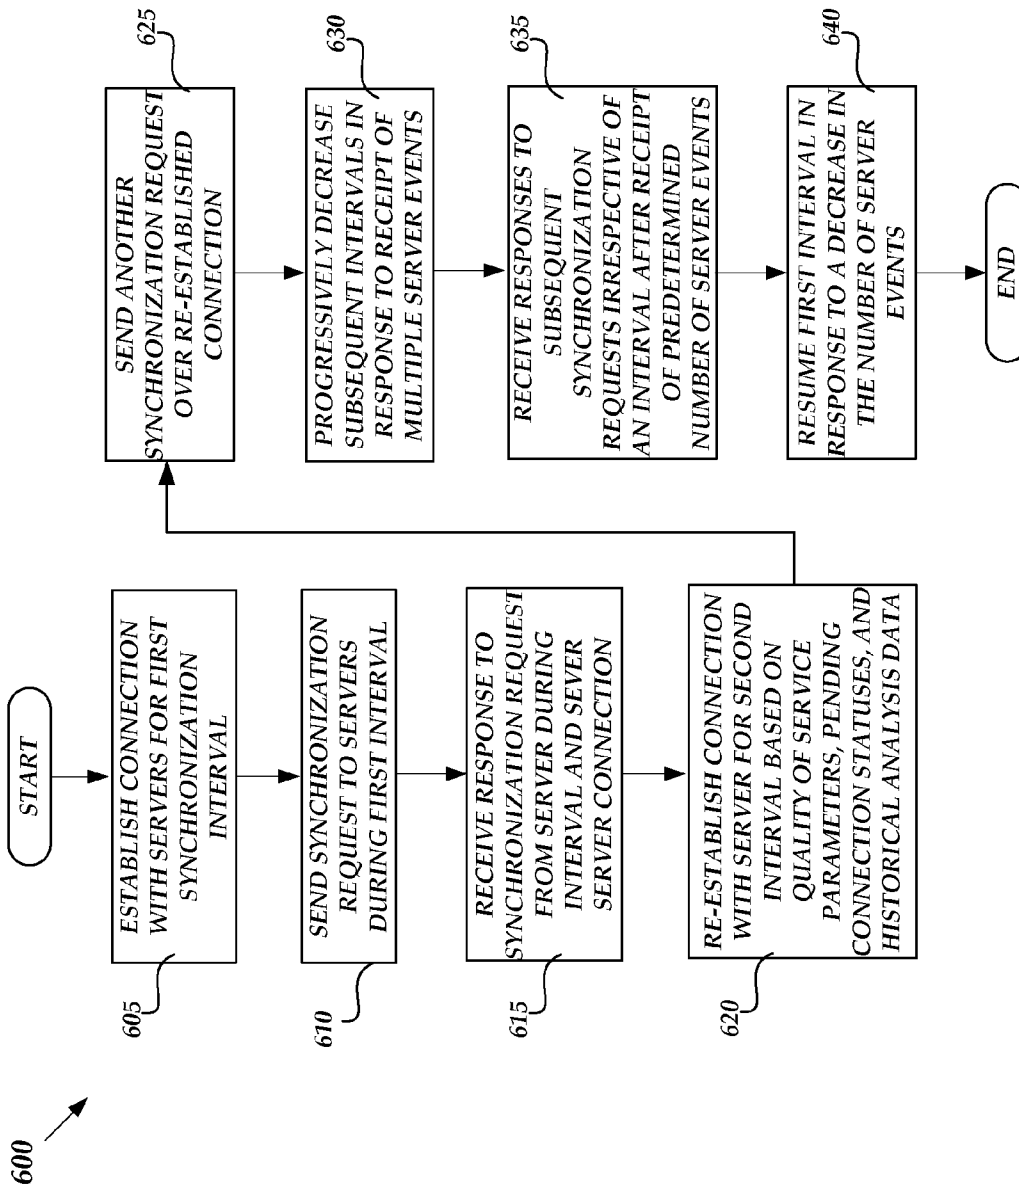 600
START
ESTABLISH CONNECTION
WITH SERVERS FOR FIRST
SYNCHRONIZATION
INTERVAL
605
SEND SYNCHRONIZATION
REQUEST TO SERVERS
DURING FIRST INTERVAL
610
RECEIVE RESPONSE TO
SYNCHRONIZATION REQUEST
FROM SERVER DURING
INTERVAL AND SEVER
SERVER CONNECTION
615
RE-ESTABLISH CONNECTION
WITH SERVER FOR SECOND
INTERVAL BASED ON
QUALITY OF SERVICE
PARAMETERS, PENDING
CONNECTION STATUSES, AND
HISTORICAL ANALYSIS DATA
620
SEND ANOTHER
SYNCHRONIZATION REQUEST
OVER RE-ESTABLISHED
CONNECTION
625
PROGRESSIVELY DECREASE
SUBSEQUENT INTERVALS IN
RESPONSE TO RECEIPT OF
MULTIPLE SERVER EVENTS
630
RECEIVE RESPONSES TO
SUBSEQUENT
SYNCHRONIZATION
REQUESTS IRRESPECTIVE OF
AN INTERVAL AFTER RECEIPT
OF PREDETERMINED
NUMBER OF SERVER EVENTS
635
RESUME FIRST INTERVAL IN
RESPONSE TO A DECREASE IN
THE NUMBER OF SERVER
EVENTS
640
END